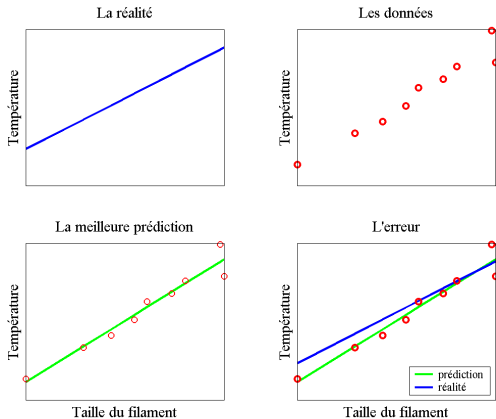 La réalité
Les données
Température
Température
La meilleure prédiction
L'erreur
Température
Température
prédiction
réalité
Taille du filament
Taille du filament